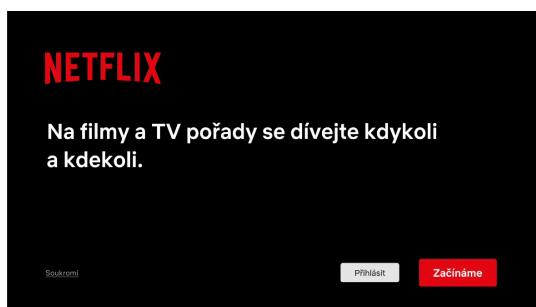 NETFLIX
Na filmy a TV pořady se dívejte kdykoli
a kdekoli.
Soukromí
Přihlásit
Začínáme